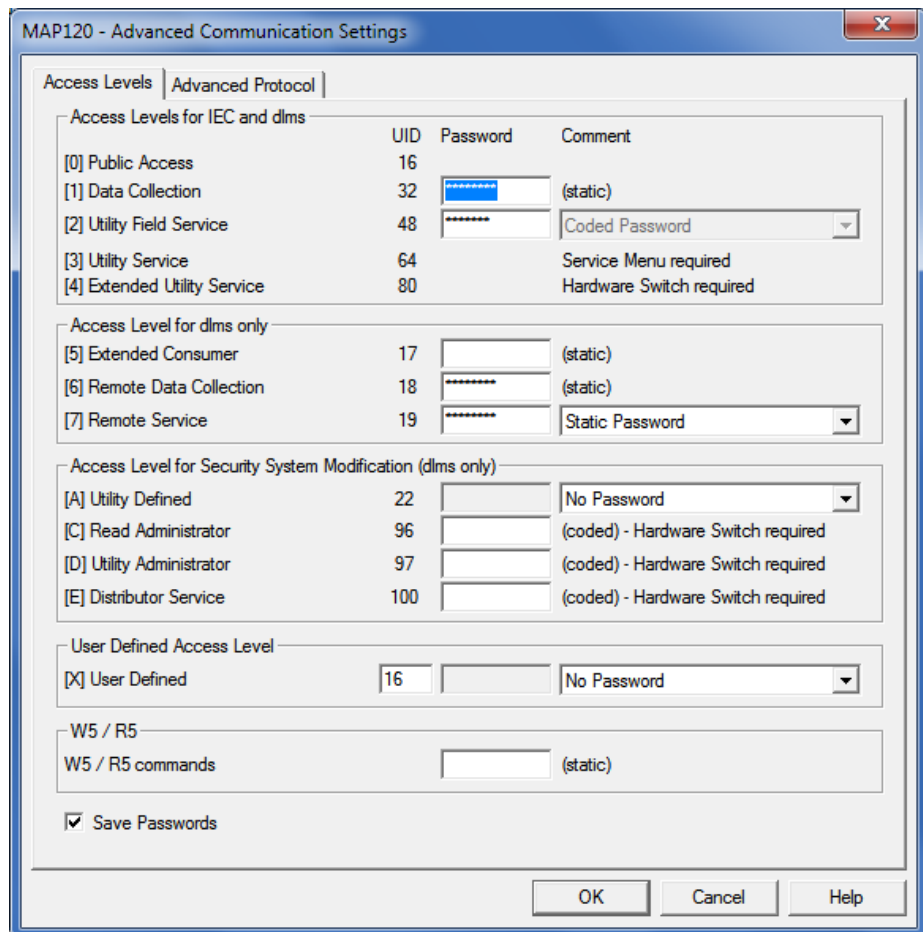 MAP120 - Advanced Communication Settings
Access Levels Advanced Protocol
Access Levels for IEC and dlms
UID Password Comment
[0] Public Access 16
[1] Data Collection 32 ******** (static)
[2] Utility Field Service 48 ******* Coded Password
[3] Utility Service 64 Service Menu required
[4] Extended Utility Service 80 Hardware Switch required
Access Level for dlms only
[5] Extended Consumer 17 (static)
[6] Remote Data Collection 18 ******** (static)
[7] Remote Service 19 ******** Static Password
Access Level for Security System Modification (dlms only)
[A] Utility Defined 22 No Password
[C] Read Administrator 96 (coded) - Hardware Switch required
[D] Utility Administrator 97 (coded) - Hardware Switch required
[E] Distributor Service 100 (coded) - Hardware Switch required
User Defined Access Level
[X] User Defined 16 No Password
W5 / R5
W5 / R5 commands (static)
Save Passwords
OK Cancel Help